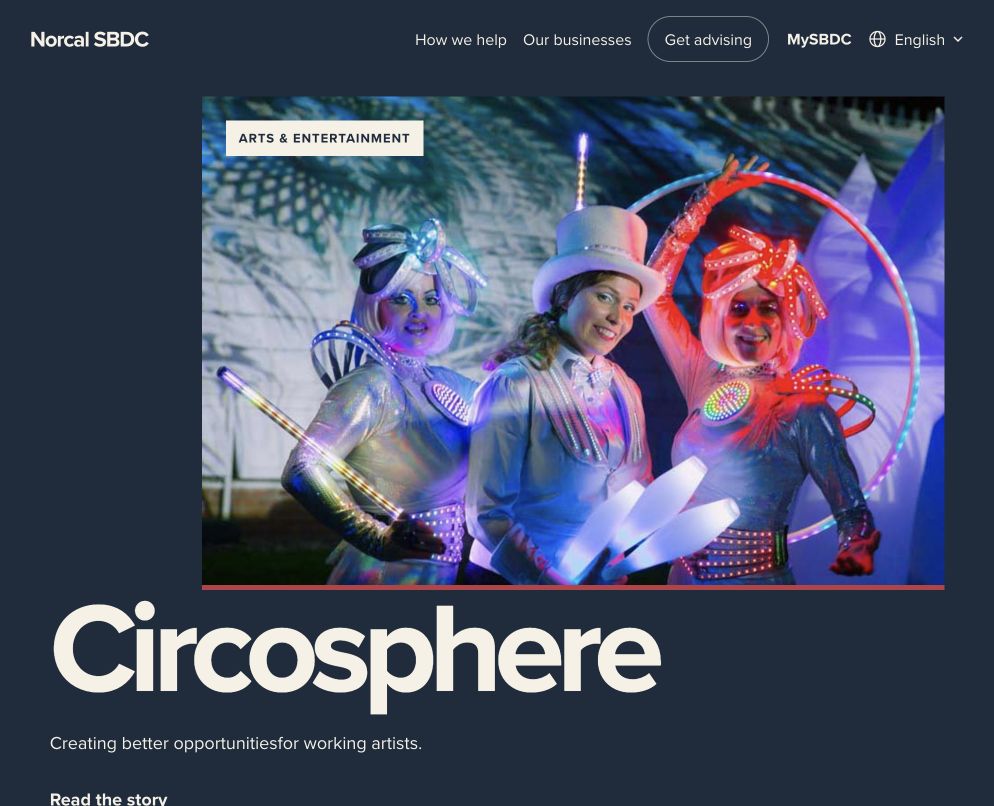 Norcal SBDC
How we help
Our businesses
Get advising
MySBDC
English
ARTS & ENTERTAINMENT
Circosphere
Creating better opportunitiesfor working artists.
Read the story